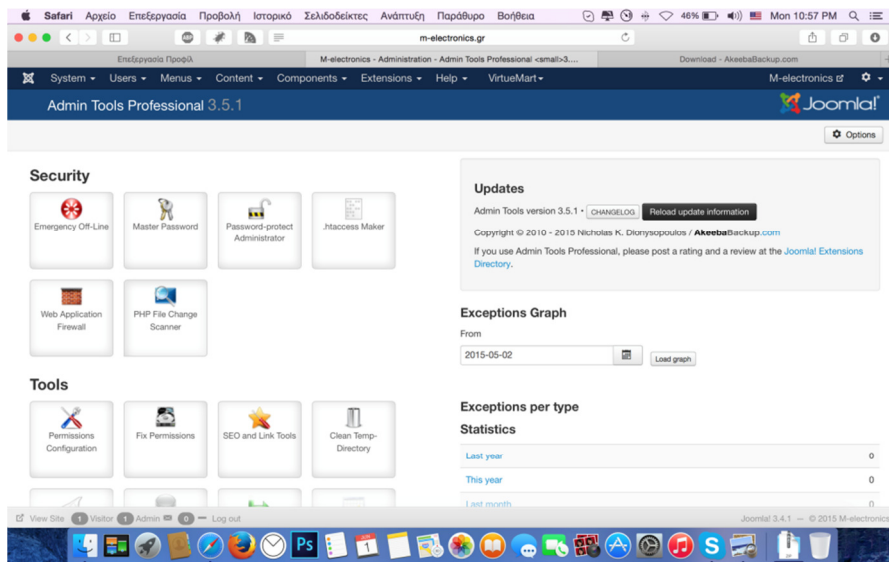 Safari Αρχείο Επεξεργασία Προβολή Ιστορικό Σελιδοδείκτες Ανάπτυξη Παράθυρο Βοήθεια 46% Mon 10:57 PM
ABP m-electronics.gr
Επεξεργασία Προφίλ M-electronics - Administration - Admin Tools Professional <small>3.... Download - AkeebaBackup.com
System Users Menus Content Components Extensions Help VirtueMart M-electronics
Admin Tools Professional 3.5.1 Joomla!
Options
Security
Emergency Off-Line
Master Password
Password-protect
Administrator
.htaccess Maker
Web Application
Firewall
PHP File Change
Scanner
Tools
Permissions
Configuration
Fix Permissions
SEO and Link Tools
Clean Temp-
Directory
Updates
Admin Tools version 3.5.1 • CHANGELOG Reload update information
Copyright © 2010 - 2015 Nicholas K. Dionysopoulos / AkeebaBackup.com
If you use Admin Tools Professional, please post a rating and a review at the Joomla! Extensions
Directory.
Exceptions Graph
From
2015-05-02 Load graph
Exceptions per type
Statistics
Last year 0
This year 0
Last month 0
View Site 1 Visitor 1 Admin 0 Log out Joomla! 3.4.1 — © 2015 M-electronics
Ps
1
S